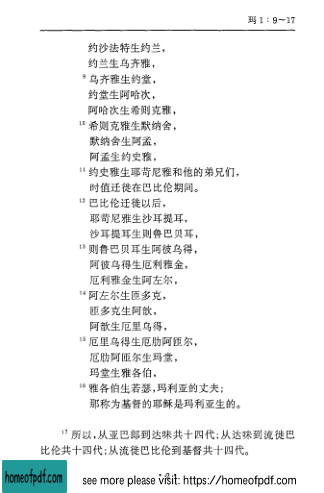 玛 1：9～17
约沙法特生约兰，
约兰生乌齐雅，
⁹ 乌齐雅生约堂，
约堂生阿哈次，
阿哈次生希则克雅，
¹⁰ 希则克雅生默纳舍，
默纳舍生阿孟，
阿孟生约史雅，
¹¹ 约史雅生耶苛尼雅和他的弟兄们，
时值迁徙在巴比伦期间。
¹² 巴比伦迁徙以后，
耶苛尼雅生沙耳提耳，
沙耳提耳生则鲁巴贝耳，
¹³ 则鲁巴贝耳生阿彼乌得，
阿彼乌得生厄利雅金，
厄利雅金生阿左尔，
¹⁴ 阿左尔生匝多克，
匝多克生阿歆，
阿歆生厄里乌得，
¹⁵ 厄里乌得生厄肋阿匝尔，
厄肋阿匝尔生玛堂，
玛堂生雅各伯，
¹⁶ 雅各伯生若瑟，玛利亚的丈夫；
那称为基督的耶稣是玛利亚生的。
¹⁷ 所以，从亚巴郎到达味共十四代；从达味到流徙巴
比伦共十四代；从流徙巴比伦到基督共十四代。
homeofpdf.com
see more please visit: https://homeofpdf.com